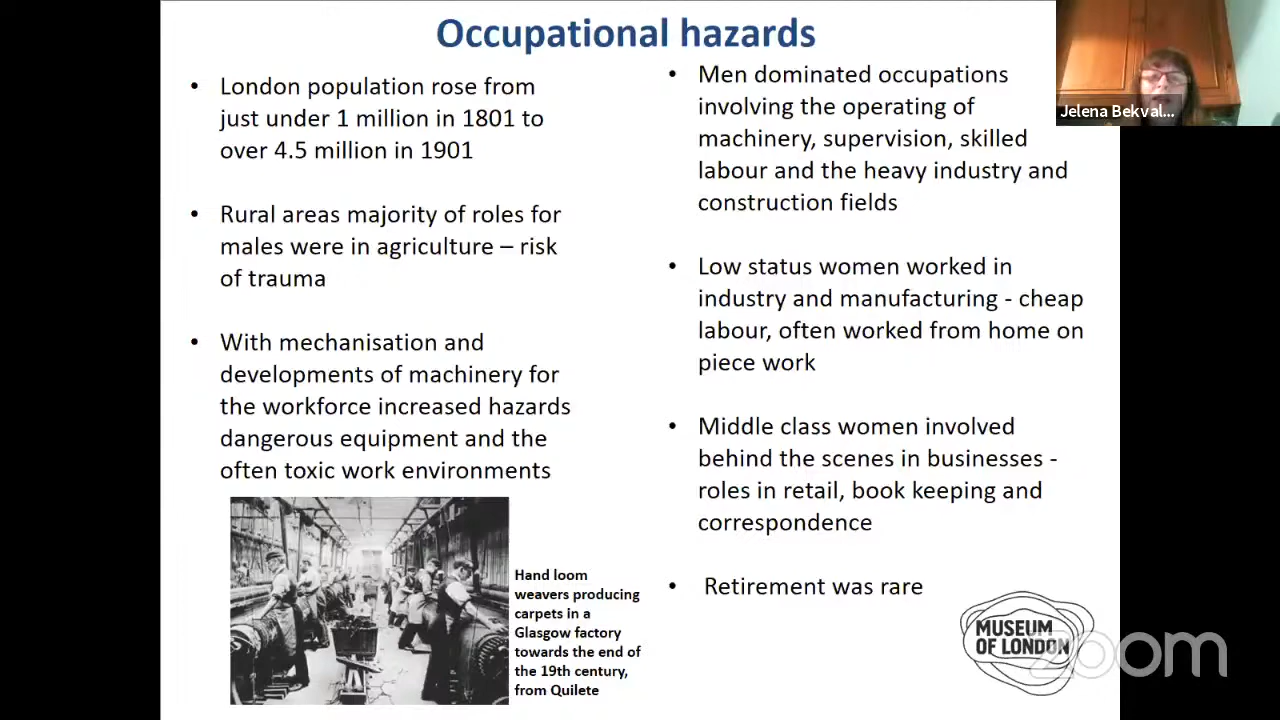 Occupational hazards
• London population rose from
just under 1 million in 1801 to
over 4.5 million in 1901
• Rural areas majority of roles for
males were in agriculture – risk
of trauma
• With mechanisation and
developments of machinery for
the workforce increased hazards
dangerous equipment and the
often toxic work environments
Hand loom
weavers producing
carpets in a
Glasgow factory
towards the end of
the 19th century,
from Quilete
• Men dominated occupations
involving the operating of
machinery, supervision, skilled
labour and the heavy industry and
construction fields
• Low status women worked in
industry and manufacturing - cheap
labour, often worked from home on
piece work
• Middle class women involved
behind the scenes in businesses -
roles in retail, book keeping and
correspondence
• Retirement was rare
MUSEUM
OF LONDON
zoom
Jelena Bekval...